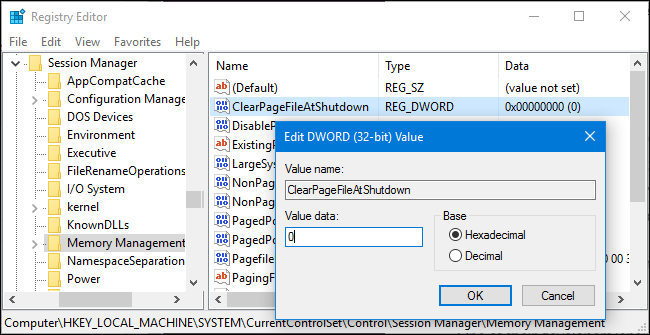 Registry Editor
File Edit View Favorites Help
Session Manager
AppCompatCache
Configuration Manage
DOS Devices
Environment
Executive
FileRenameOperations
I/O System
kernel
KnownDLLs
Memory Management
NamespaceSeparation
Power
Name Type Data
(Default) REG_SZ (value not set)
ClearPageFileAtShutdown REG_DWORD 0x00000000 (0)
DisableP
ExistingP
LargeSys
NonPag
NonPag
PagedPo
PagedPo
Pagefile 00 3
PagingF
Edit DWORD (32-bit) Value
Value name:
ClearPageFileAtShutdown
Value data:
0
Base
Hexadecimal
Decimal
OK Cancel
Computer\HKEY_LOCAL_MACHINE\SYSTEM\CurrentControlSet\Control\Session Manager\Memory Management